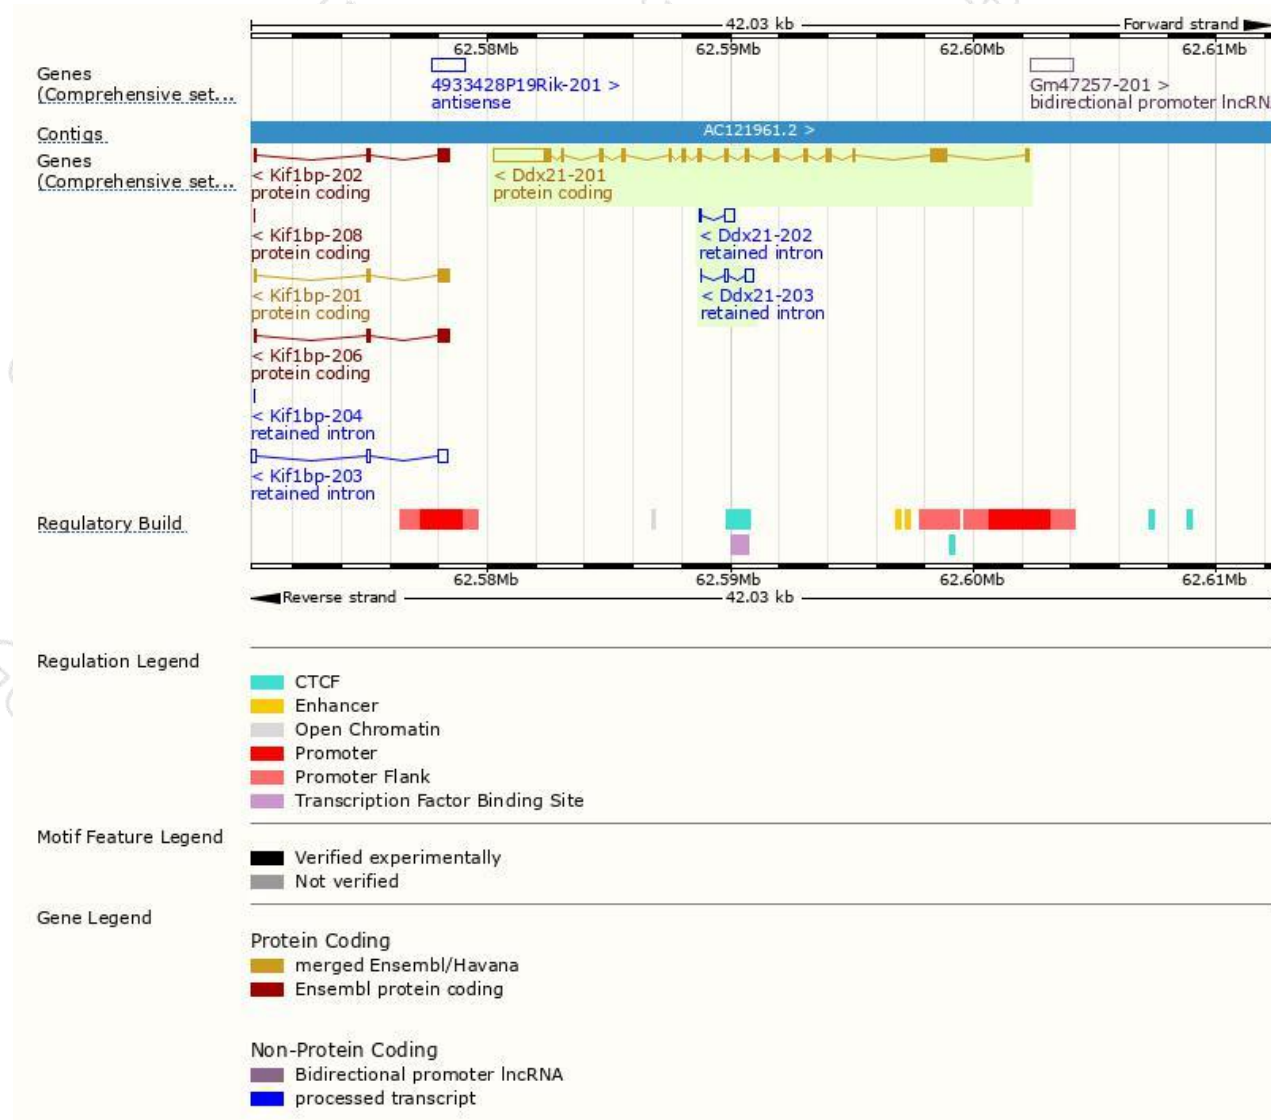 42.03 kb
Forward strand
62.58Mb 62.59Mb 62.60Mb 62.61Mb
Genes
(Comprehensive set...
4933428P19Rik-201 >
antisense
Gm47257-201 >
bidirectional promoter lncRN
Contigs
AC121961.2 >
Genes
(Comprehensive set...
< Kif1bp-202
protein coding
< Ddx21-201
protein coding
< Kif1bp-208
protein coding
< Ddx21-202
retained intron
< Kif1bp-201
protein coding
< Ddx21-203
retained intron
< Kif1bp-206
protein coding
< Kif1bp-204
retained intron
< Kif1bp-203
retained intron
Regulatory Build
62.58Mb 62.59Mb 62.60Mb 62.61Mb
Reverse strand
42.03 kb
Regulation Legend
CTCF
Enhancer
Open Chromatin
Promoter
Promoter Flank
Transcription Factor Binding Site
Motif Feature Legend
Verified experimentally
Not verified
Gene Legend
Protein Coding
merged Ensembl/Havana
Ensembl protein coding
Non-Protein Coding
Bidirectional promoter lncRNA
processed transcript